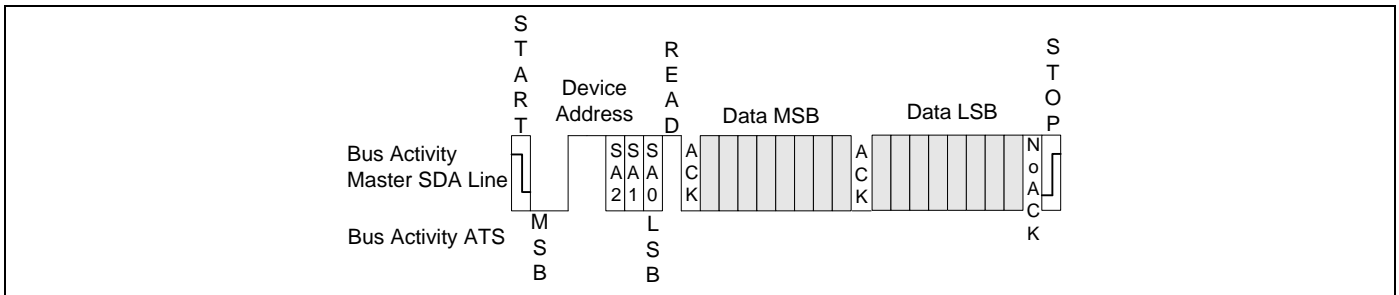 START
READ
STOP
Device
Address
Data MSB
Data LSB
Bus Activity
Master SDA Line
SA2
SA1
SA0
ACK
ACK
NoACK
Bus Activity ATS
MSB
LSB